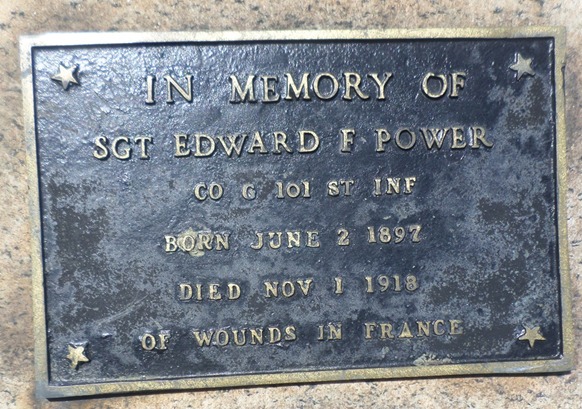 IN MEMORY OF
SGT EDWARD F POWER
CO G 101 ST INF
BORN JUNE 2 1897
DIED NOV 1 1918
OF WOUNDS IN FRANCE